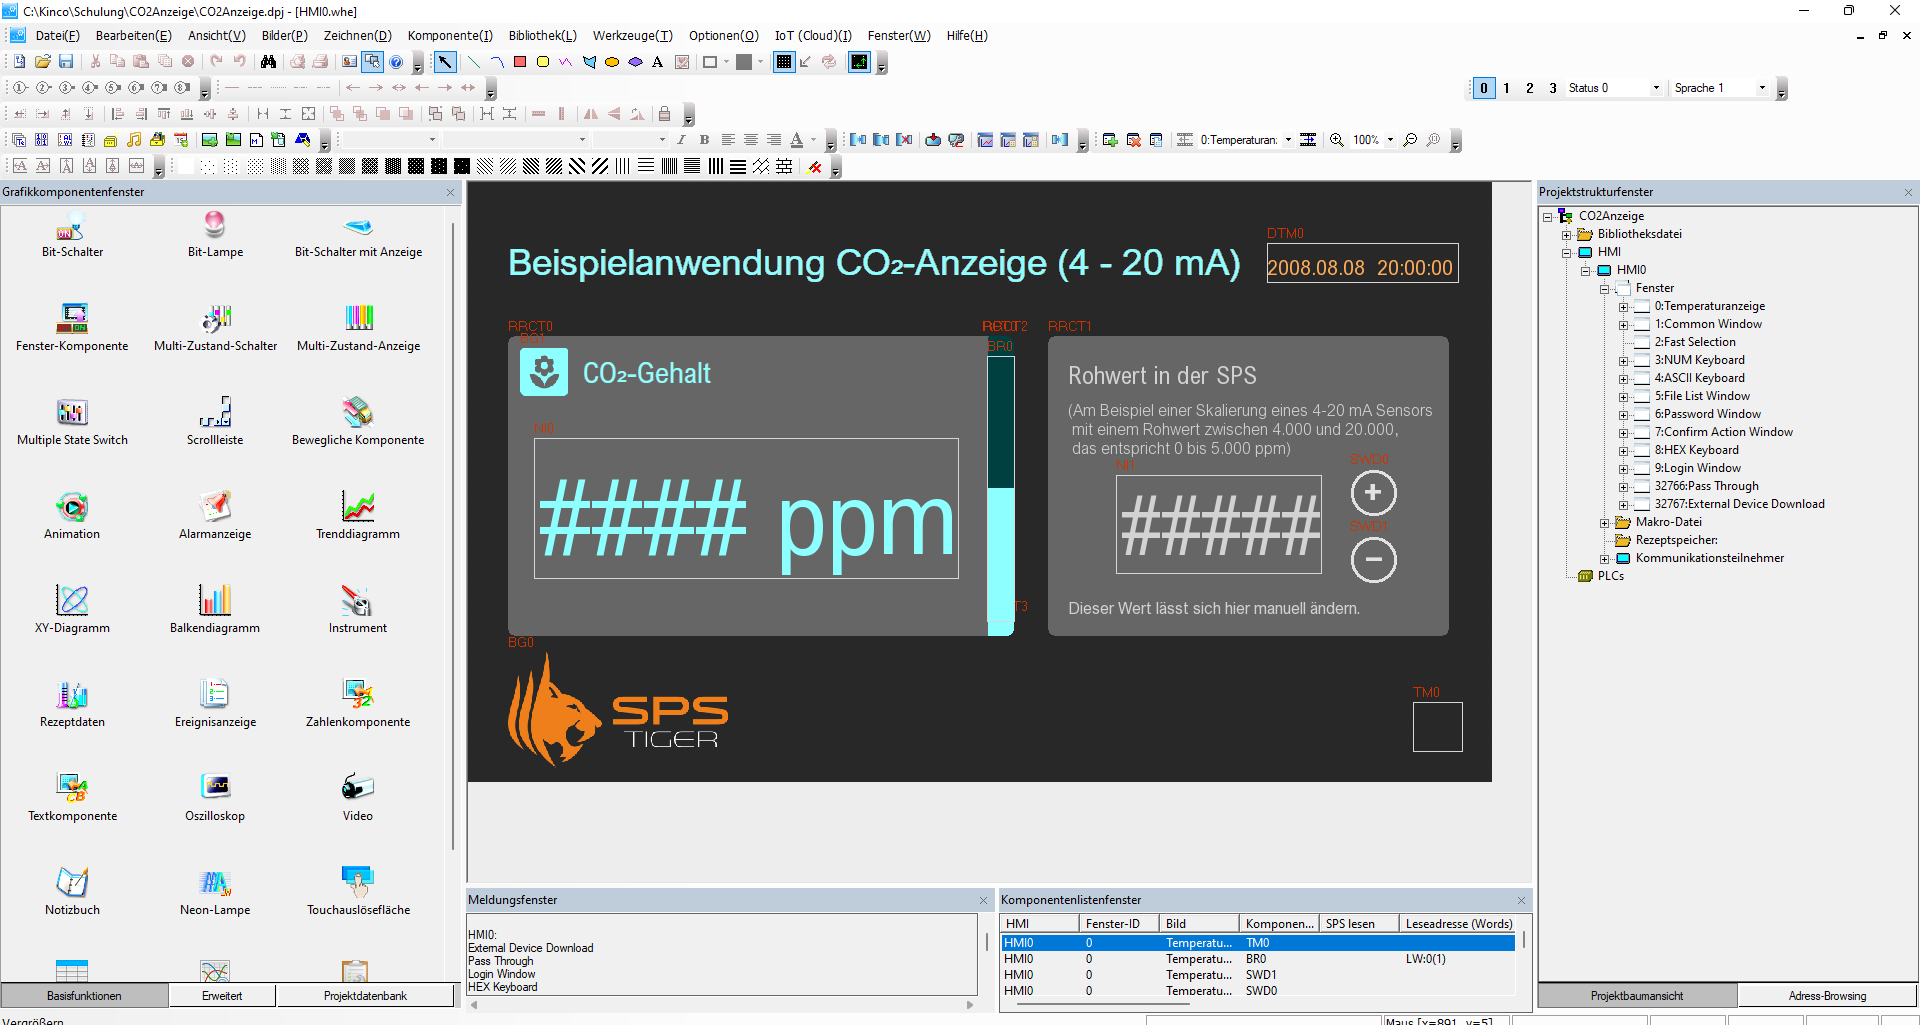 C:\Kinco\Schulung\CO2Anzeige\CO2Anzeige.dpj - [HMI0.whe]
Datei(F) Bearbeiten(E) Ansicht(V) Bilder(P) Zeichnen(D) Komponente(I) Bibliothek(L) Werkzeuge(T) Optionen(O) IoT (Cloud)(I) Fenster(W) Hilfe(H)
0 1 2 3 Status 0 Sprache 1
0:Temperaturan: 100%
Grafikkomponentenfenster
Bit-Schalter Bit-Lampe Bit-Schalter mit Anzeige
Fenster-Komponente Multi-Zustand-Schalter Multi-Zustand-Anzeige
Multiple State Switch Scrollleiste Bewegliche Komponente
Animation Alarmanzeige Trenddiagramm
XY-Diagramm Balkendiagramm Instrument
Rezeptdaten Ereignisanzeige Zahlenkomponente
Textkomponente Oszilloskop Video
Notizbuch Neon-Lampe Touchauslösefläche
Basisfunktionen Erweitert Projektdatenbank
DTM0
Beispielanwendung CO₂-Anzeige (4 - 20 mA)
2008.08.08 20:00:00
RRCT0
RRCT1
BR0
CO₂-Gehalt
NI0
#### ppm
Rohwert in der SPS
(Am Beispiel einer Skalierung eines 4-20 mA Sensors
mit einem Rohwert zwischen 4.000 und 20.000,
das entspricht 0 bis 5.000 ppm)
NI1
SWD0
#####
+
SWD1
−
Dieser Wert lässt sich hier manuell ändern.
BG0
SPS
TIGER
TM0
Meldungsfenster
HMI0:
External Device Download
Pass Through
Login Window
HEX Keyboard
Komponentenlistenfenster
HMI Fenster-ID Bild Komponen... SPS lesen Leseadresse (Words)
HMI0 0 Temperatu... TM0
HMI0 0 Temperatu... BR0 LW:0(1)
HMI0 0 Temperatu... SWD1
HMI0 0 Temperatu... SWD0
Projektstrukturfenster
CO2Anzeige
Bibliotheksdatei
HMI
HMI0
Fenster
0:Temperaturanzeige
1:Common Window
2:Fast Selection
3:NUM Keyboard
4:ASCII Keyboard
5:File List Window
6:Password Window
7:Confirm Action Window
8:HEX Keyboard
9:Login Window
32766:Pass Through
32767:External Device Download
Makro-Datei
Rezeptspeicher:
Kommunikationsteilnehmer
PLCs
Projektbaumansicht Adress-Browsing
Vergrößern
Maus [x=891, y=5]